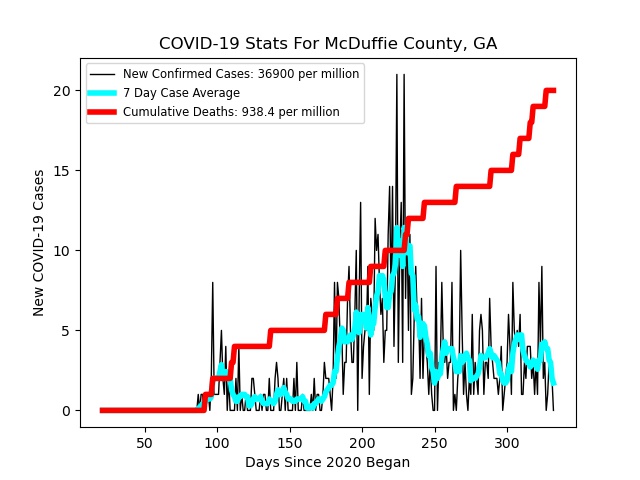 COVID-19 Stats For McDuffie County, GA
New Confirmed Cases: 36900 per million
7 Day Case Average
Cumulative Deaths: 938.4 per million
New COVID-19 Cases
20
15
10
5
0
50 100 150 200 250 300
Days Since 2020 Began